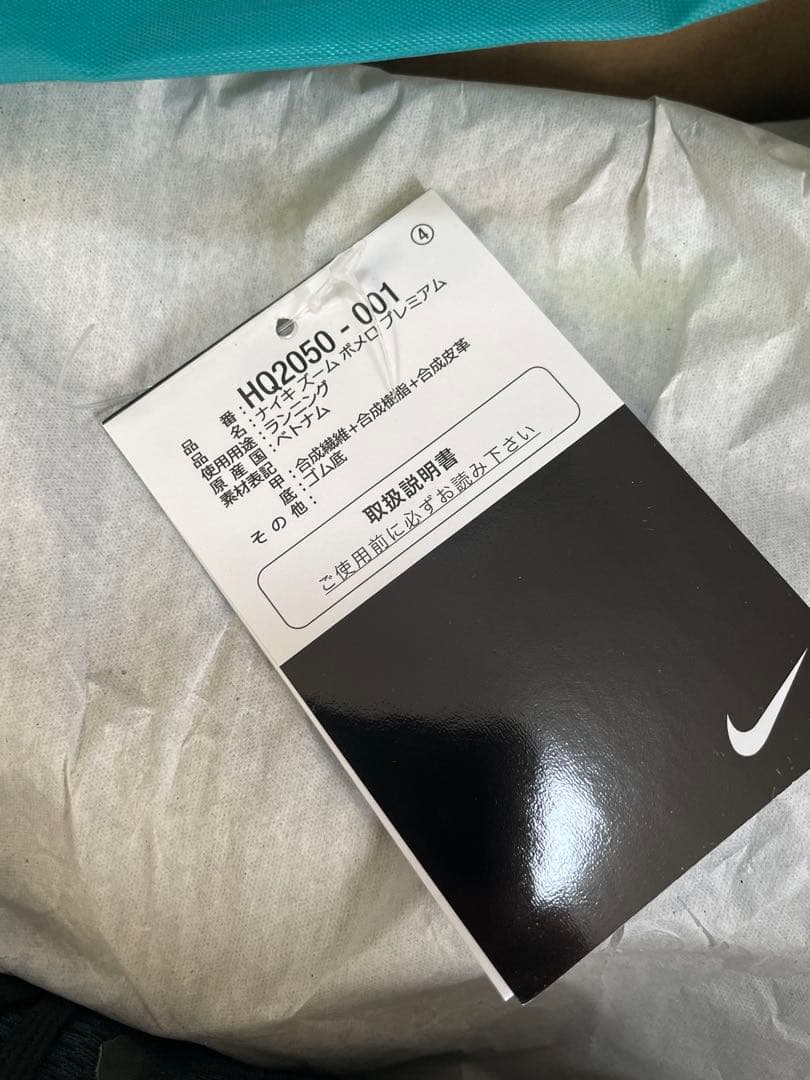 ④
品番：HQ2050-001
品名：ナイキ ズーム ボメロ プレミアム
使用用途：ランニング
原産国：ベトナム
素材表記
甲：合成繊維+合成樹脂+合成皮革
底：ゴム底
その他：
取扱説明書
ご使用前に必ずお読み下さい